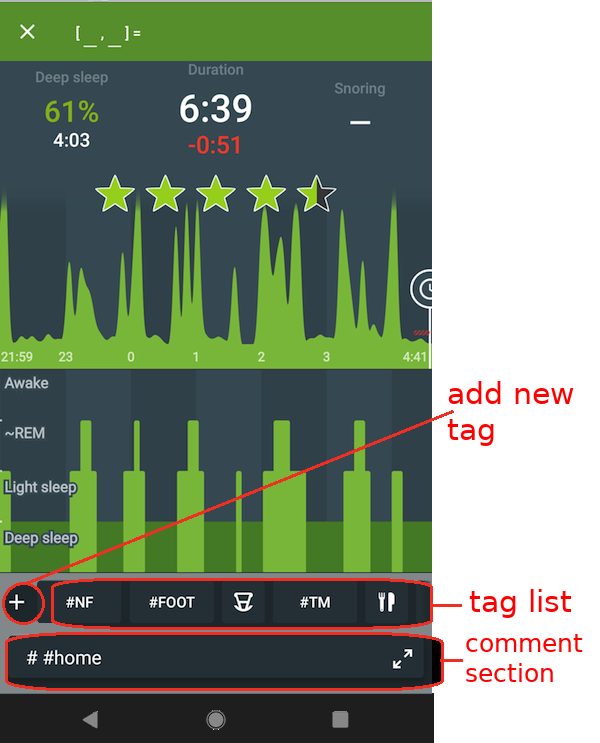 [_,_]=
Deep sleep
Duration
Snoring
61%
6:39
–
4:03
-0:51
21:59 23 0 1 2 3 4:41
Awake
~REM
add new
tag
Light sleep
Deep sleep
+ #NF #FOOT #TM
tag list
# #home
comment
section